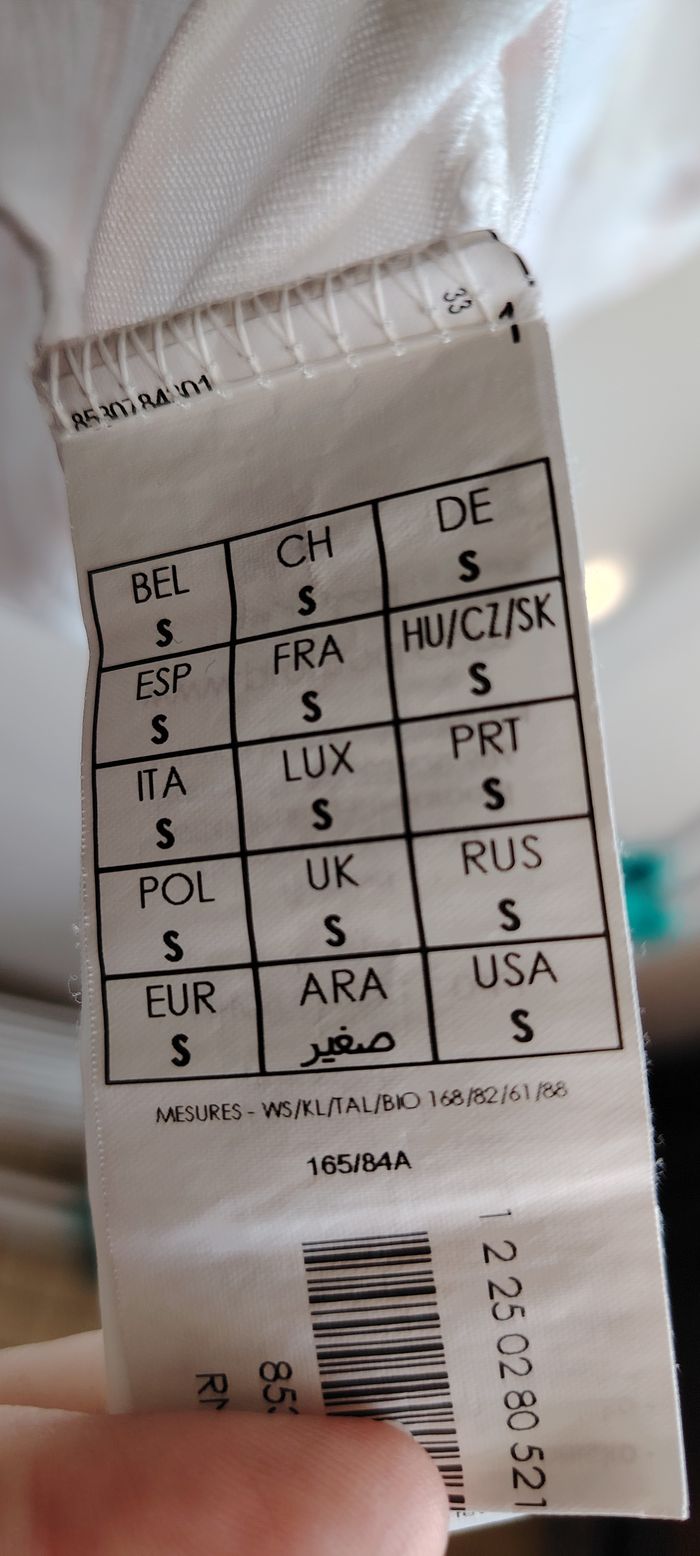 33
1
BEL CH DE
S S S
ESP FRA HU/CZ/SK
S S S
ITA LUX PRT
S S S
POL UK RUS
S S S
EUR ARA USA
S صغير S
MESURES - WS/KL/TAL/BIO 168/82/61/88
165/84A
1 2 25 02 80 521